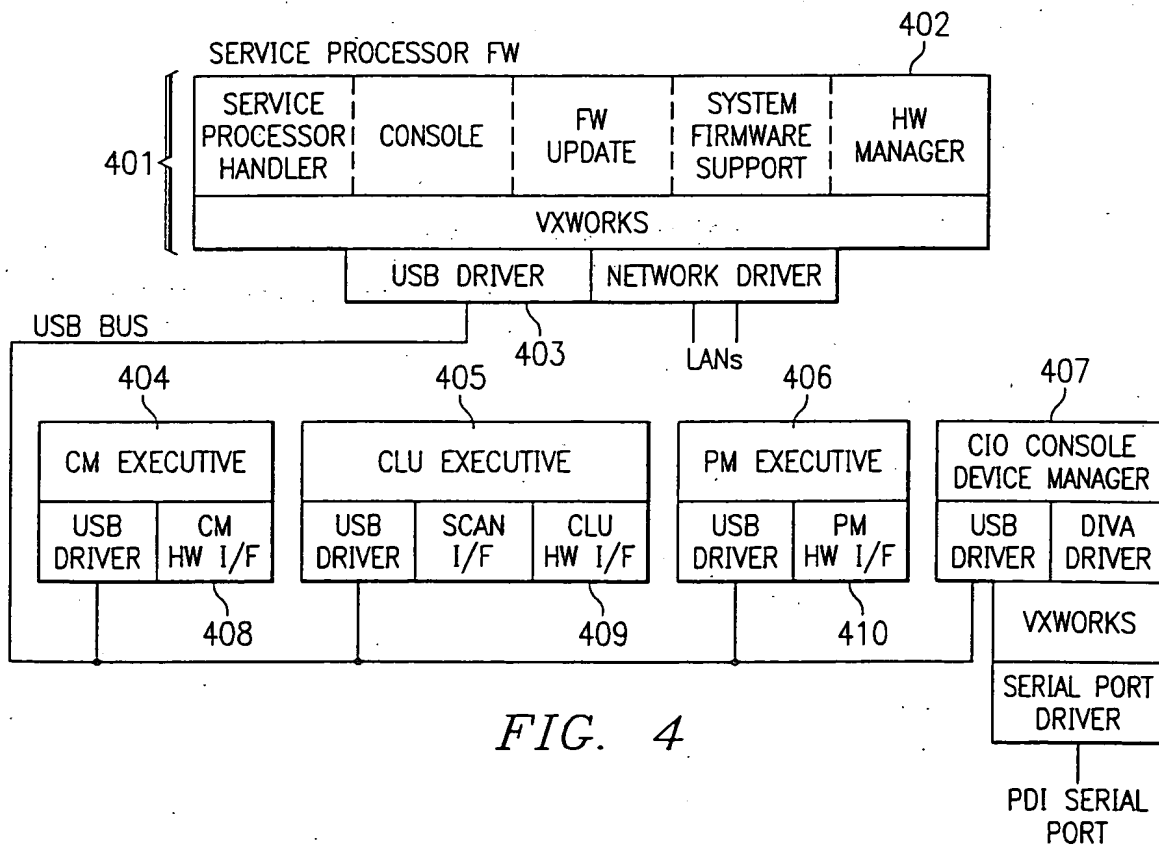 402
SERVICE PROCESSOR FW
401
SERVICE
PROCESSOR
HANDLER
CONSOLE
FW
UPDATE
SYSTEM
FIRMWARE
SUPPORT
HW
MANAGER
VXWORKS
USB DRIVER
NETWORK DRIVER
USB BUS
403
LANs
404
405
406
407
CM EXECUTIVE
USB
DRIVER
CM
HW I/F
CLU EXECUTIVE
USB
DRIVER
SCAN
I/F
CLU
HW I/F
PM EXECUTIVE
USB
DRIVER
PM
HW I/F
CIO CONSOLE
DEVICE MANAGER
USB
DRIVER
DIVA
DRIVER
408
409
410
VXWORKS
SERIAL PORT
DRIVER
PDI SERIAL
PORT
FIG. 4